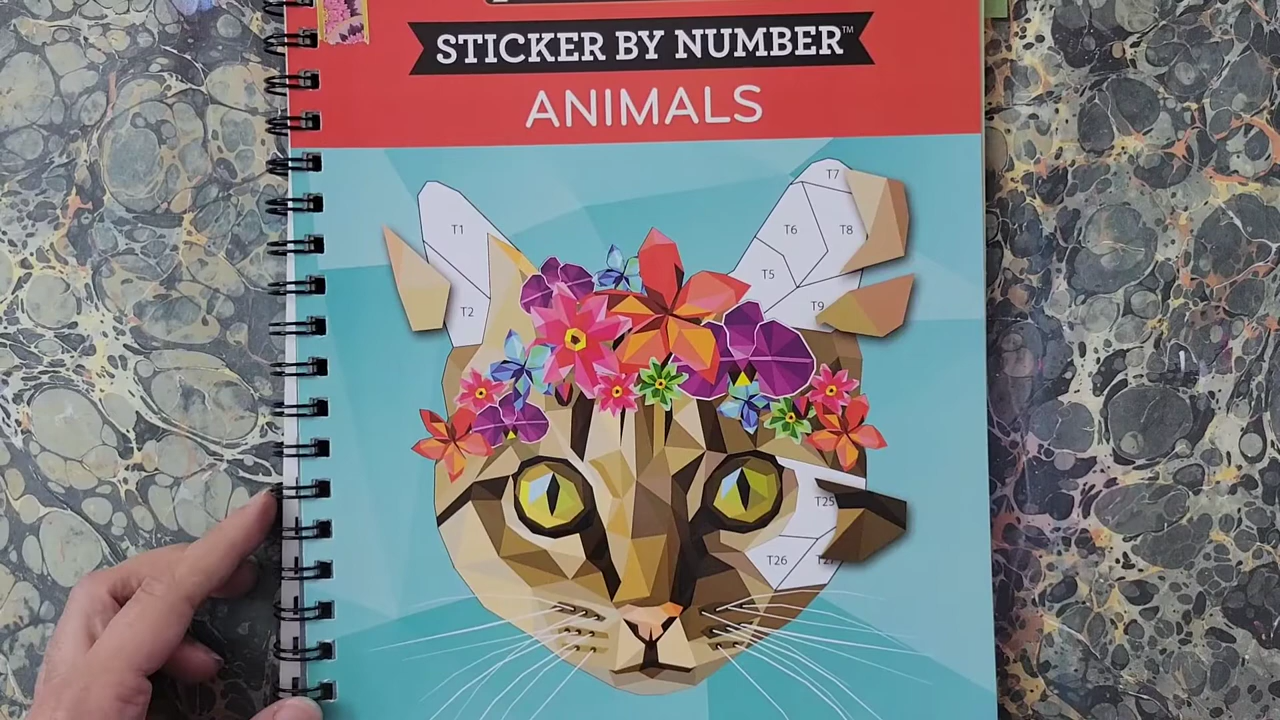 STICKER BY NUMBER™
ANIMALS
T7
T1
T6
T8
T5
T2
T9
T25
T26